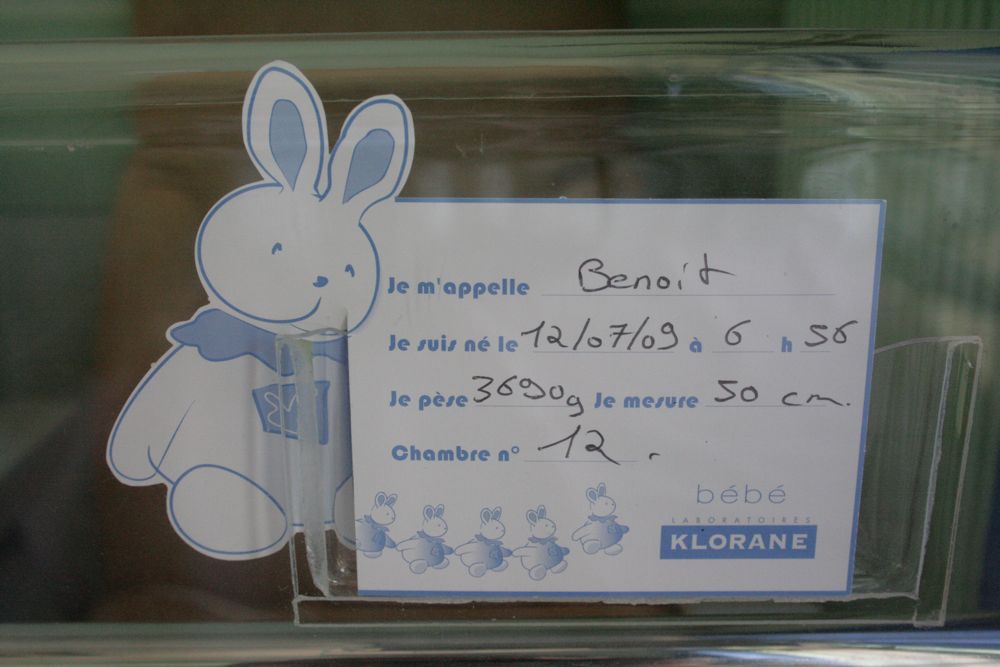 Je m'appelle Benoit
Je suis né le 12/07/09 à 6 h 56
Je pèse 3690g Je mesure 50 cm.
Chambre n° 12.
bébé
LABORATOIRES
KLORANE